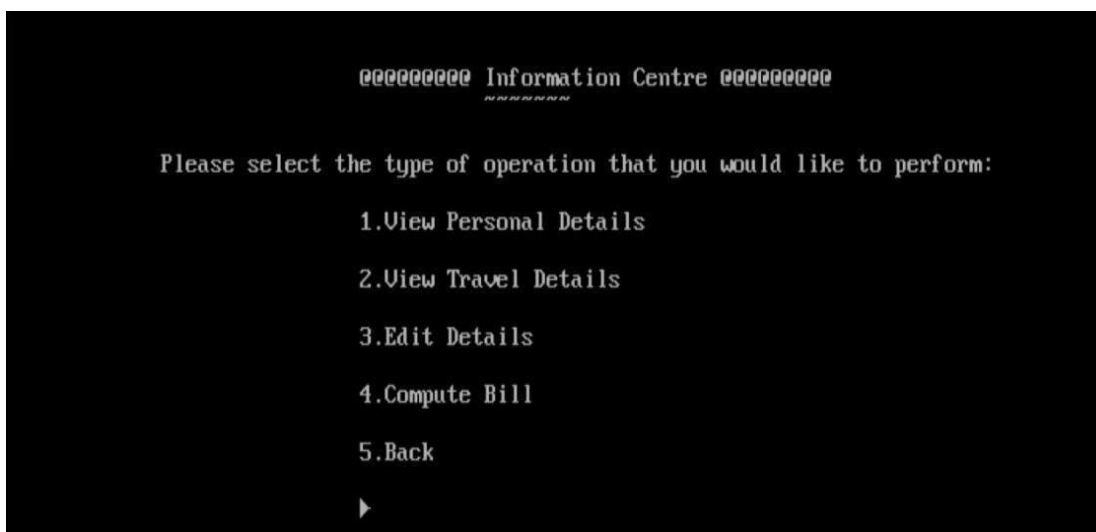 @@@@@@@@@ Information Centre @@@@@@@@@
~~~~~~~
Please select the type of operation that you would like to perform:
1.View Personal Details
2.View Travel Details
3.Edit Details
4.Compute Bill
5.Back